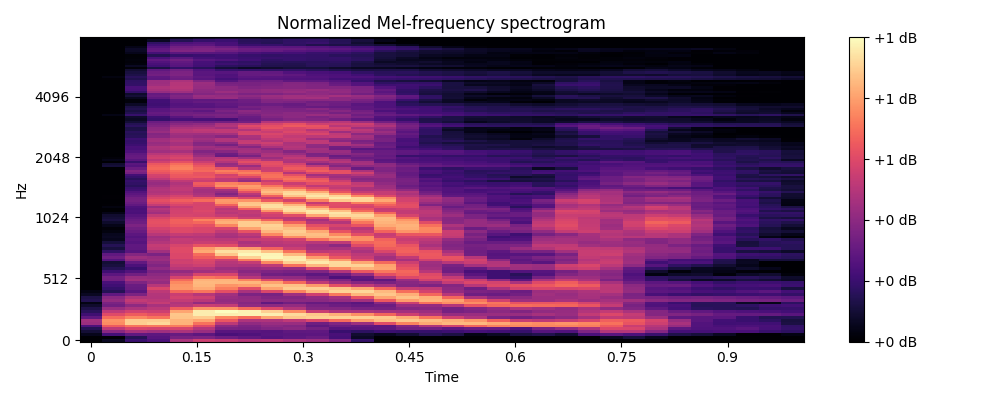 Normalized Mel-frequency spectrogram
Hz
4096
2048
1024
512
0
0 0.15 0.3 0.45 0.6 0.75 0.9
Time
+1 dB
+1 dB
+1 dB
+0 dB
+0 dB
+0 dB